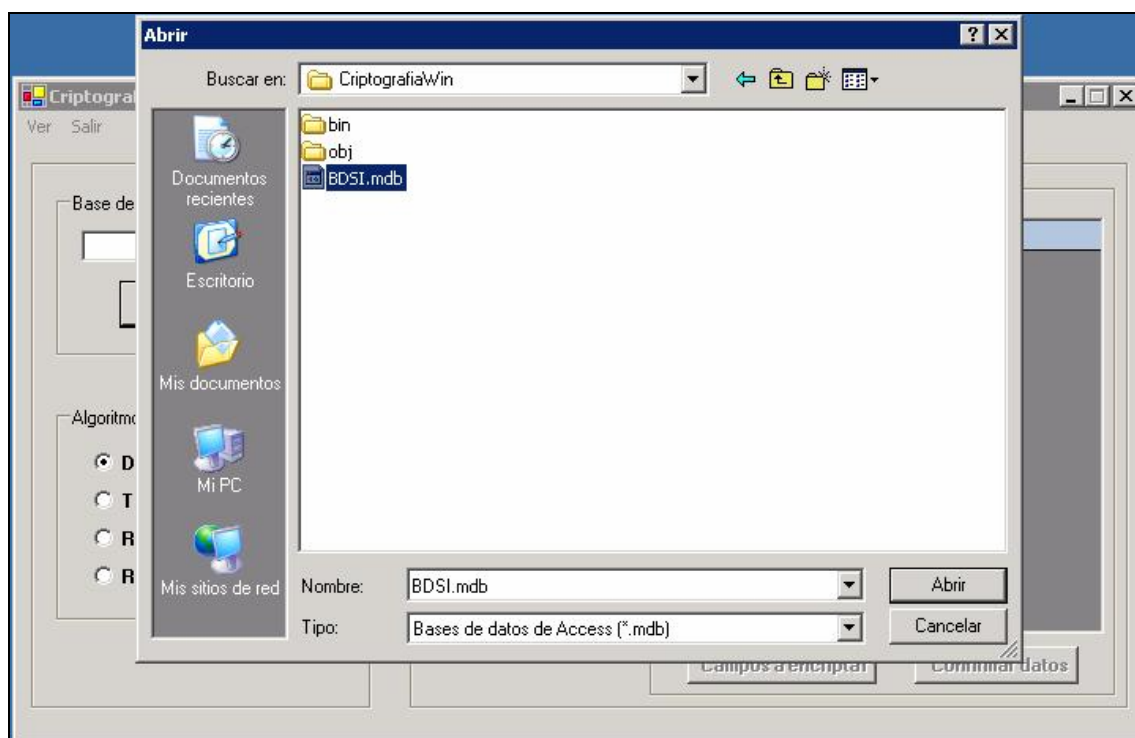 Abrir
Buscar en: CriptografiaWin
Ver Salir
bin
obj
BDSI.mdb
Documentos
recientes
Escritorio
Mis documentos
Mi PC
Mis sitios de red
Base de
Algoritmo
D
T
R
R
Nombre: BDSI.mdb
Abrir
Tipo: Bases de datos de Access (*.mdb)
Cancelar
Campos a encriptar
Confirmar datos